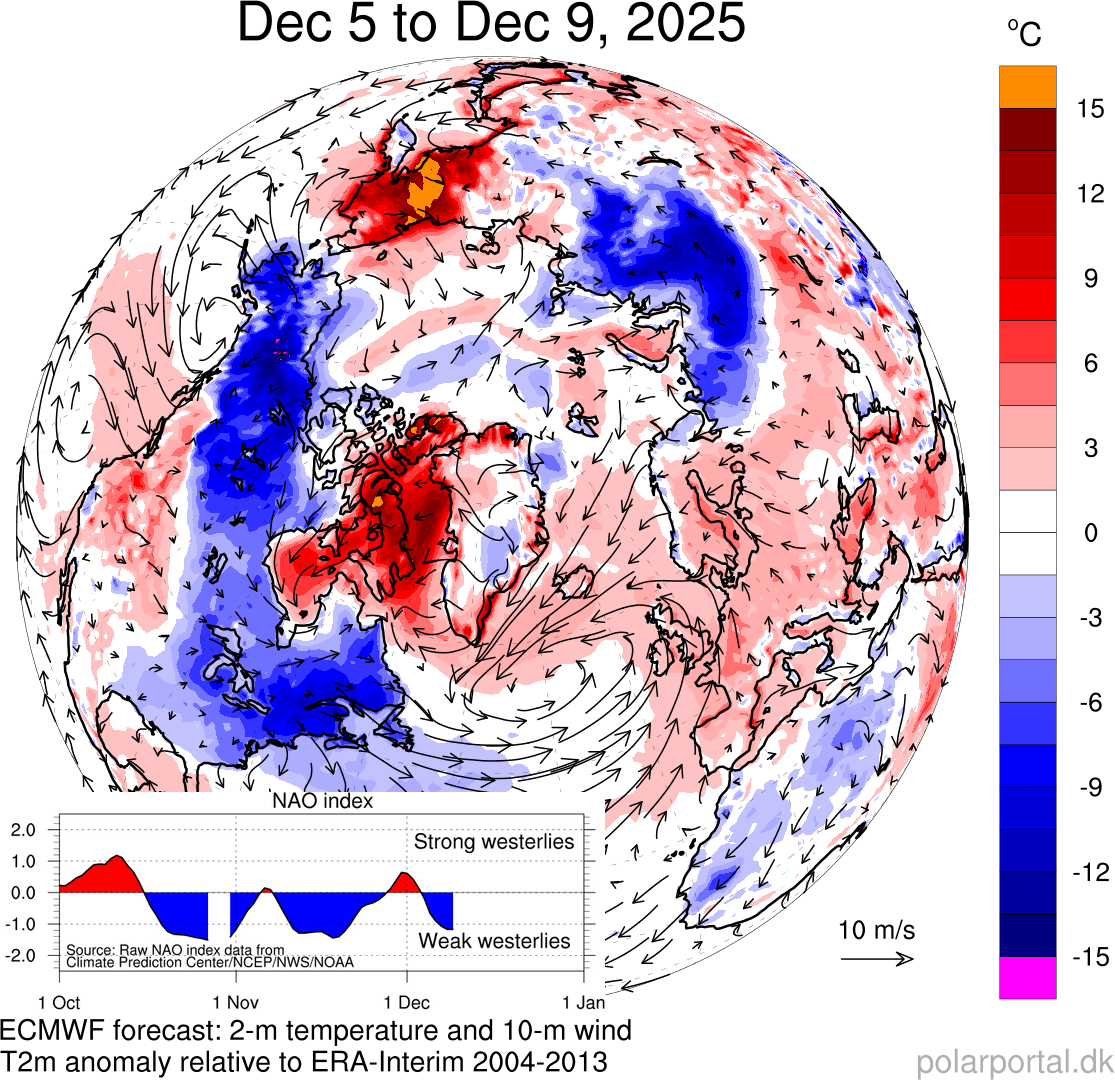 Dec 5 to Dec 9, 2025
°C
15
12
9
6
3
0
-3
-6
-9
-12
-15
10 m/s
NAO index
2.0
1.0
0.0
-1.0
-2.0
Strong westerlies
Weak westerlies
Source: Raw NAO index data from
Climate Prediction Center/NCEP/NWS/NOAA
1 Oct
1 Nov
1 Dec
1 Jan
ECMWF forecast: 2-m temperature and 10-m wind
T2m anomaly relative to ERA-Interim 2004-2013
polarportal.dk